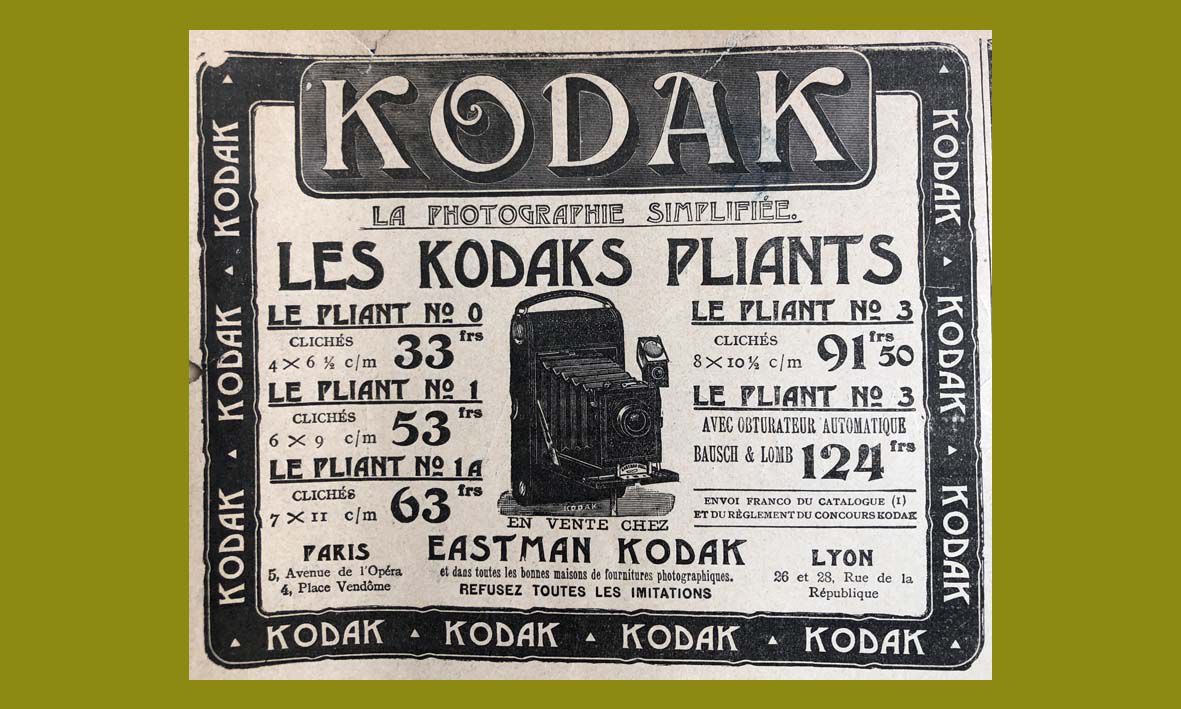 KODAK
LA PHOTOGRAPHIE SIMPLIFIÉE.
LES KODAKS PLIANTS
LE PLIANT Nº 0
CLICHÉS
4 × 6 ½ c/m 33 frs
LE PLIANT Nº 1
CLICHÉS
6 × 9 c/m 53 frs
LE PLIANT Nº 1A
CLICHÉS
7 × 11 c/m 63 frs
LE PLIANT Nº 3
CLICHÉS
8 × 10 ½ c/m 91 frs 50
LE PLIANT Nº 3
AVEC OBTURATEUR AUTOMATIQUE
BAUSCH & LOMB 124 frs
ENVOI FRANCO DU CATALOGUE (1)
ET DU RÈGLEMENT DU CONCOURS KODAK
KODAK
EN VENTE CHEZ
EASTMAN KODAK
et dans toutes les bonnes maisons de fournitures photographiques.
REFUSEZ TOUTES LES IMITATIONS
PARIS
5, Avenue de l'Opéra
4, Place Vendôme
LYON
26 et 28, Rue de la
République
KODAK
KODAK
KODAK
KODAK
KODAK
KODAK
KODAK ▲ KODAK ▲ KODAK ▲ KODAK